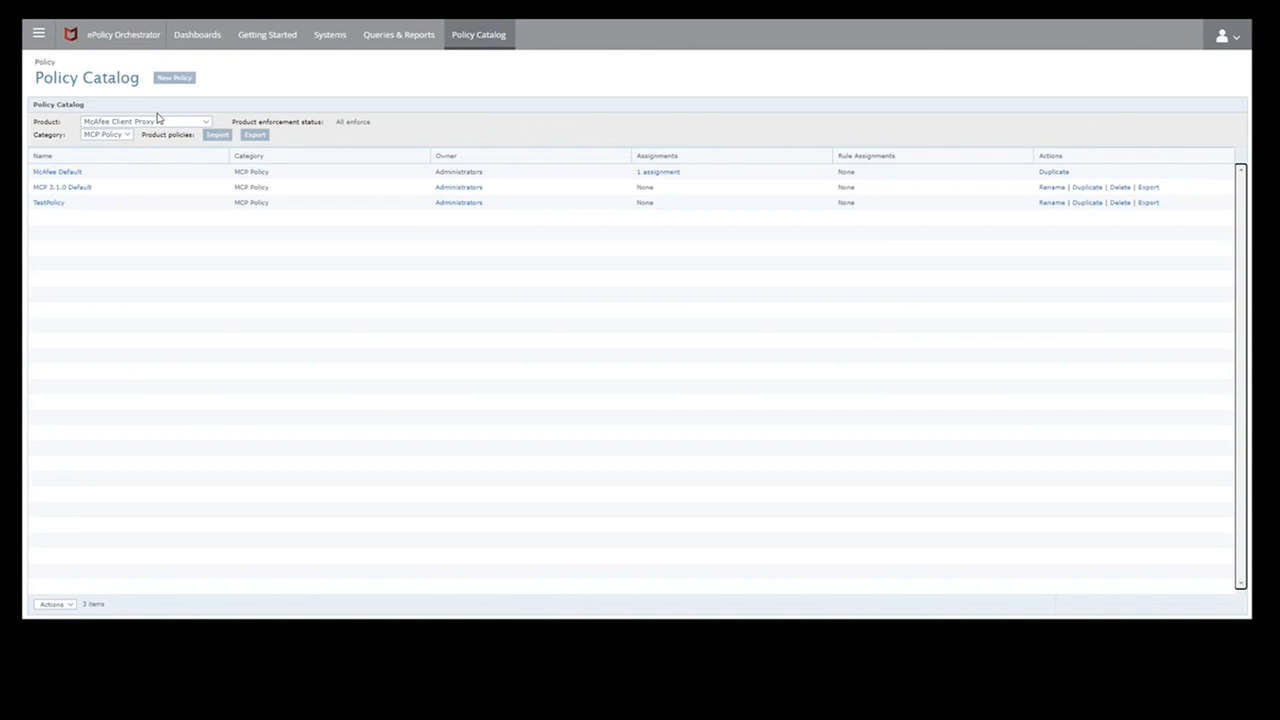 ePolicy Orchestrator Dashboards Getting Started Systems Queries & Reports Policy Catalog
Policy
Policy Catalog New Policy
Policy Catalog
Product: McAfee Client Proxy Product enforcement status: All enforce
Category: MCP Policy Product policies: Import Export
Name Category Owner Assignments Rule Assignments Actions
McAfee Default MCP Policy Administrators 1 assignment None Duplicate
MCP 3.1.0 Default MCP Policy Administrators None None Rename | Duplicate | Delete | Export
TestPolicy MCP Policy Administrators None None Rename | Duplicate | Delete | Export
Actions 3 items